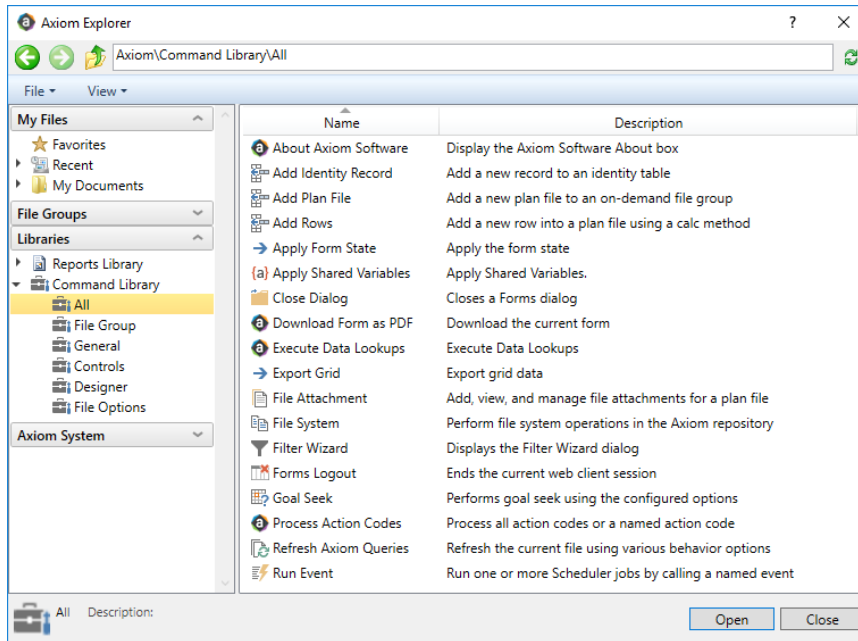 Axiom Explorer
?
Axiom\Command Library\All
File
View
My Files
Favorites
Recent
My Documents
File Groups
Libraries
Reports Library
Command Library
All
File Group
General
Controls
Designer
File Options
Axiom System
Name Description
About Axiom Software Display the Axiom Software About box
Add Identity Record Add a new record to an identity table
Add Plan File Add a new plan file to an on-demand file group
Add Rows Add a new row into a plan file using a calc method
Apply Form State Apply the form state
{a} Apply Shared Variables Apply Shared Variables.
Close Dialog Closes a Forms dialog
Download Form as PDF Download the current form
Execute Data Lookups Execute Data Lookups
Export Grid Export grid data
File Attachment Add, view, and manage file attachments for a plan file
File System Perform file system operations in the Axiom repository
Filter Wizard Displays the Filter Wizard dialog
Forms Logout Ends the current web client session
Goal Seek Performs goal seek using the configured options
Process Action Codes Process all action codes or a named action code
Refresh Axiom Queries Refresh the current file using various behavior options
Run Event Run one or more Scheduler jobs by calling a named event
All Description:
Open Close